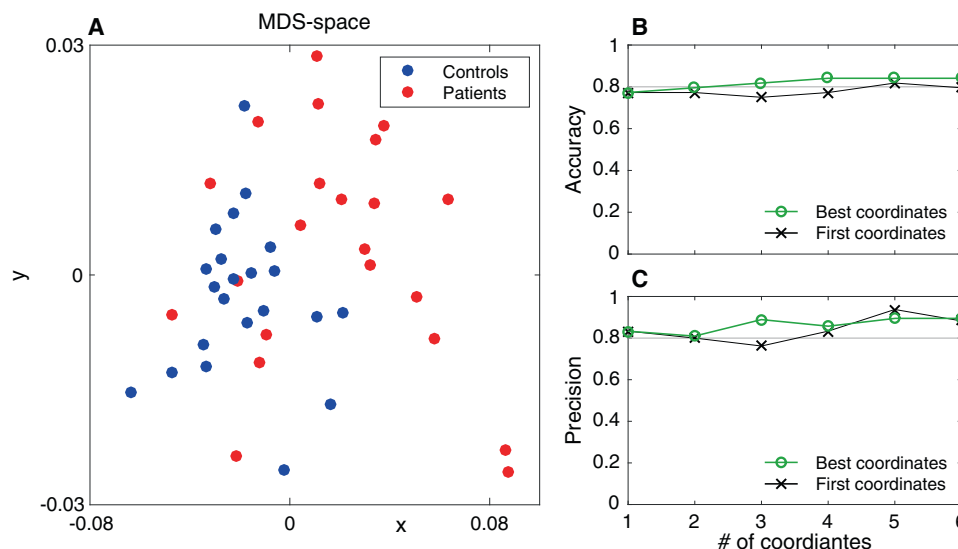 A
MDS-space
0.03
Controls
Patients
y
0
-0.03
-0.08
0
x
0.08
B
1
0.8
0.6
0.4
0.2
0
Accuracy
Best coordinates
First coordinates
C
1
0.8
0.6
0.4
0.2
0
Precision
Best coordinates
First coordinates
1
2
3
4
5
6
# of coordiantes